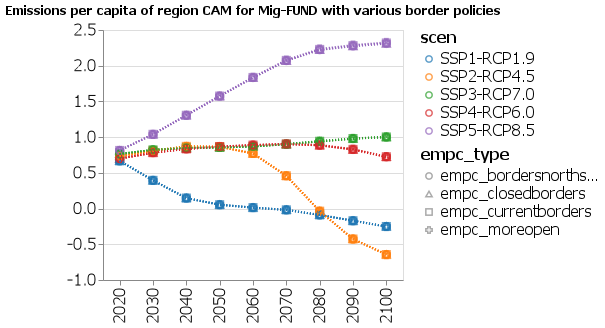 Emissions per capita of region CAM for Mig-FUND with various border policies
2.5
2.0
1.5
1.0
0.5
0.0
-0.5
-1.0
2020
2030
2040
2050
2060
2070
2080
2090
2100
scen
SSP1-RCP1.9
SSP2-RCP4.5
SSP3-RCP7.0
SSP4-RCP6.0
SSP5-RCP8.5
empc_type
empc_bordersnorths...
empc_closedborders
empc_currentborders
empc_moreopen